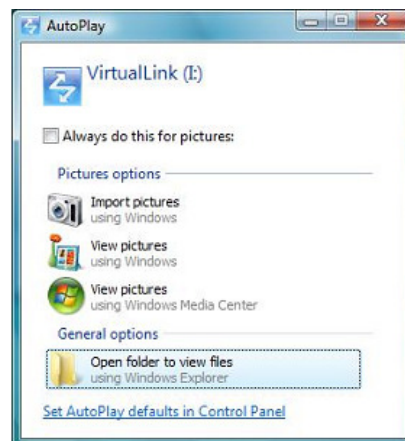 AutoPlay
VirtualLink (I:)
Always do this for pictures:
Pictures options
Import pictures
using Windows
View pictures
using Windows
View pictures
using Windows Media Center
General options
Open folder to view files
using Windows Explorer
Set AutoPlay defaults in Control Panel